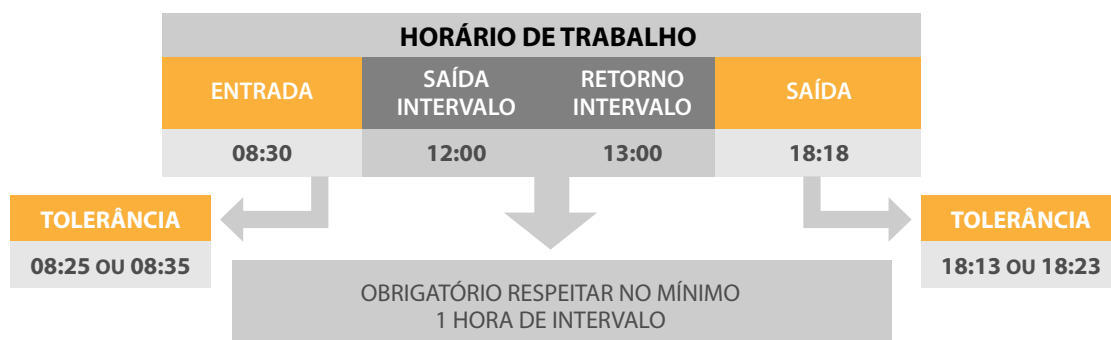 HORÁRIO DE TRABALHO
ENTRADA
SAÍDA
INTERVALO
RETORNO
INTERVALO
SAÍDA
08:30
12:00
13:00
18:18
TOLERÂNCIA
08:25 OU 08:35
TOLERÂNCIA
18:13 OU 18:23
OBRIGATÓRIO RESPEITAR NO MÍNIMO
1 HORA DE INTERVALO